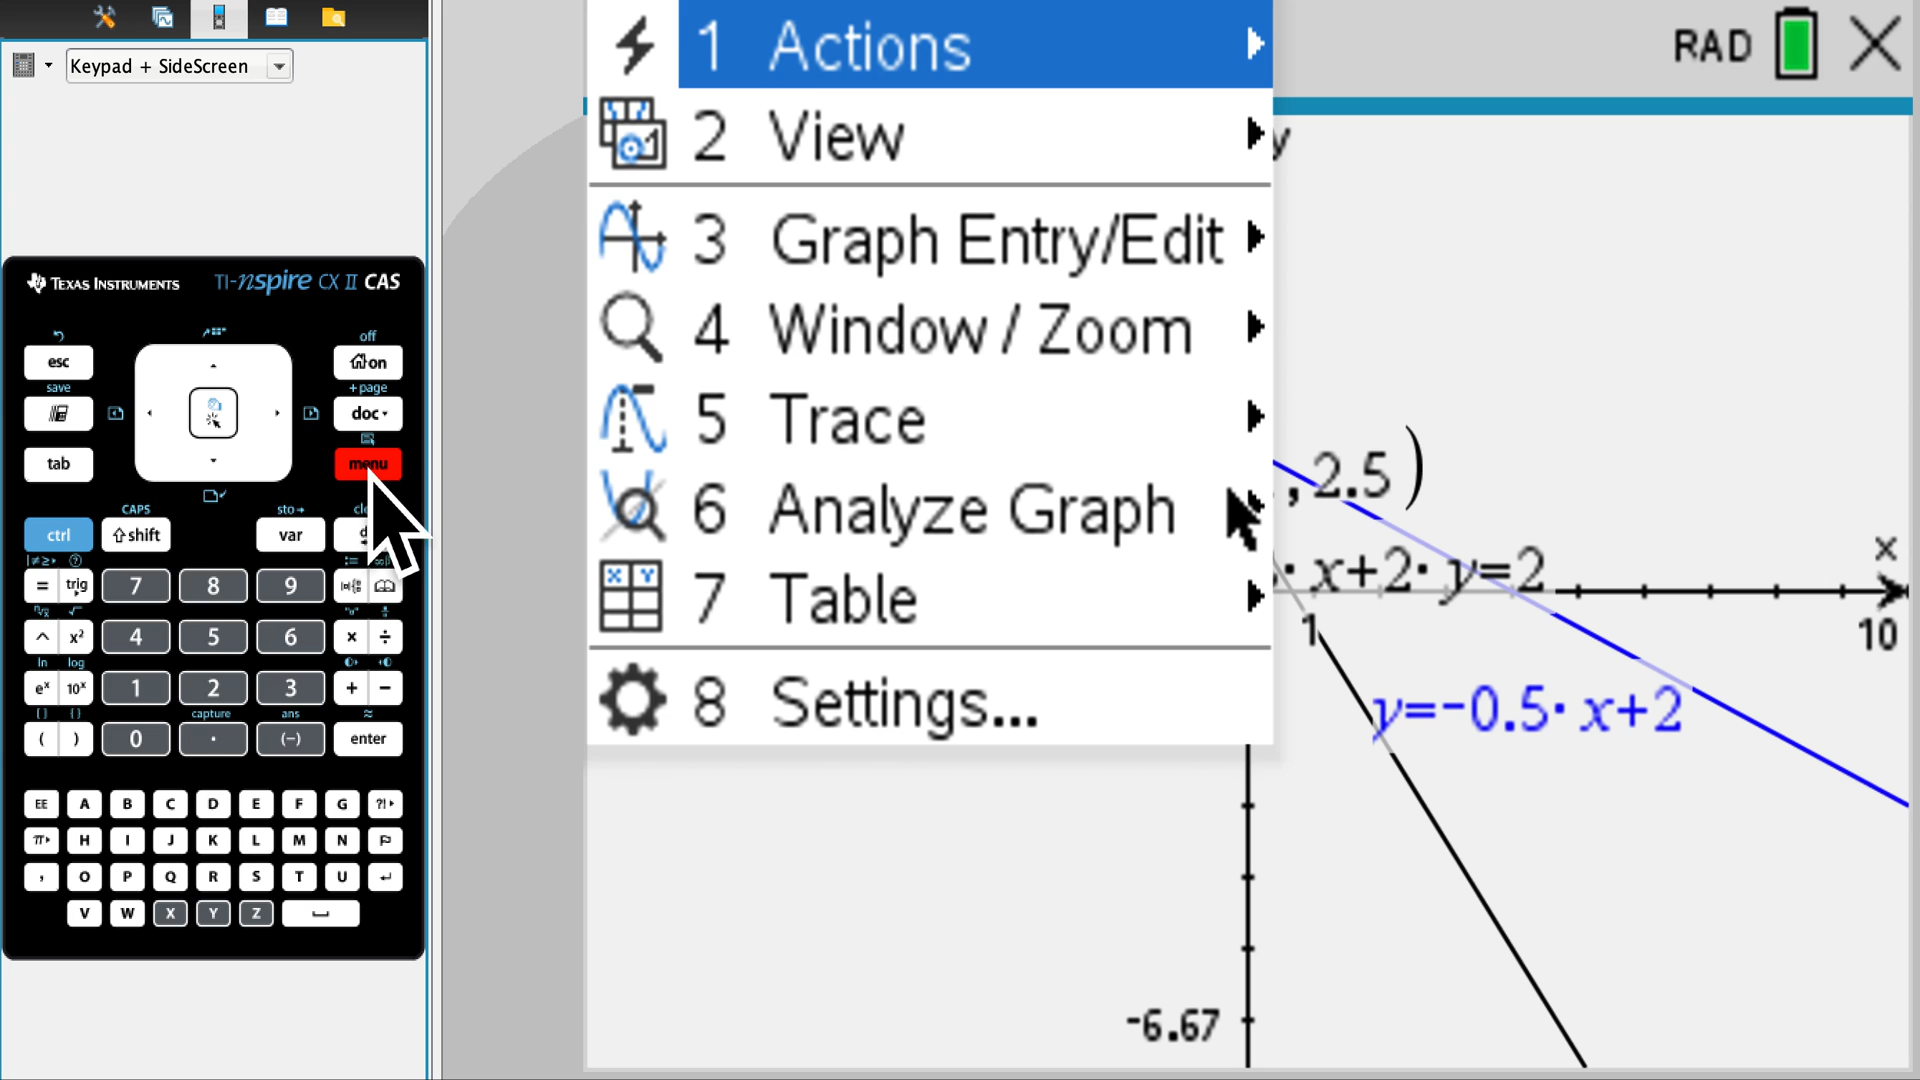 Keypad + SideScreen
TEXAS INSTRUMENTS TI-nspire CX II CAS
off
esc
on
save
+ page
doc
tab
menu
CAPS
sto→
ctrl
shift
var
= trig 7 8 9
^ x² 4 5 6 × ÷
ln log
eˣ 10ˣ 1 2 3 + −
[] {}
capture
ans
≈
( ) 0 . (−) enter
EE A B C D E F G ?!
π H I J K L M N
, O P Q R S T U
V W X Y Z
1 Actions
2 View
3 Graph Entry/Edit
4 Window / Zoom
5 Trace
6 Analyze Graph
7 Table
8 Settings...
RAD
y
,2.5)
· x+2· y=2
x
1
10
y=-0.5· x+2
-6.67